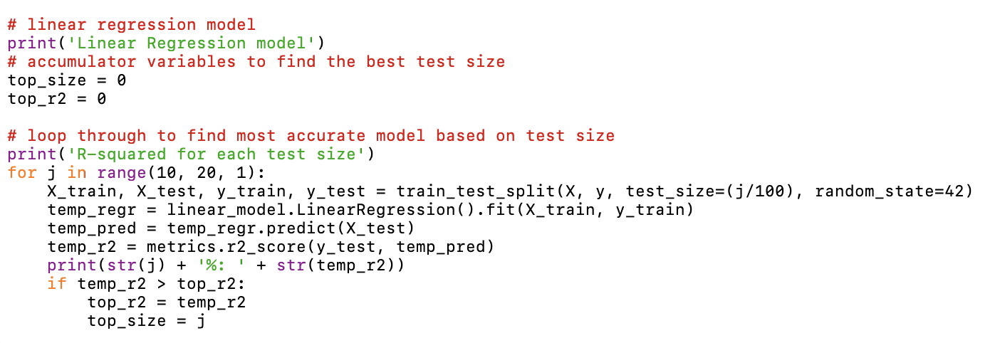 # linear regression model
print('Linear Regression model')
# accumulator variables to find the best test size
top_size = 0
top_r2 = 0
# loop through to find most accurate model based on test size
print('R-squared for each test size')
for j in range(10, 20, 1):
    X_train, X_test, y_train, y_test = train_test_split(X, y, test_size=(j/100), random_state=42)
    temp_regr = linear_model.LinearRegression().fit(X_train, y_train)
    temp_pred = temp_regr.predict(X_test)
    temp_r2 = metrics.r2_score(y_test, temp_pred)
    print(str(j) + '%: ' + str(temp_r2))
    if temp_r2 > top_r2:
        top_r2 = temp_r2
        top_size = j